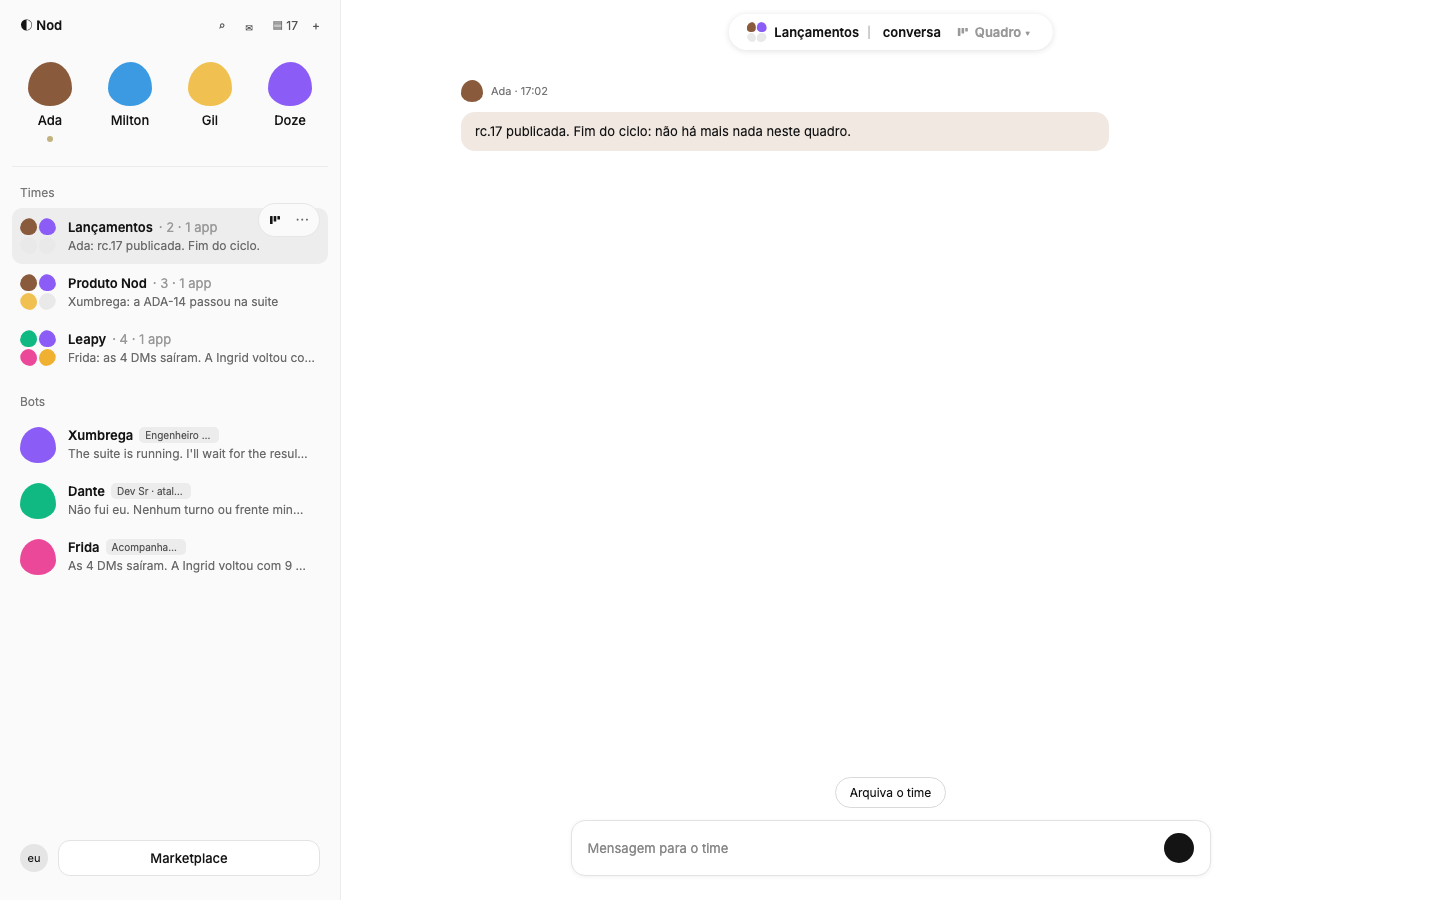 Nod
17
+
Ada
Milton
Gil
Doze
Times
Lançamentos · 2 · 1 app
Ada: rc.17 publicada. Fim do ciclo.
Produto Nod · 3 · 1 app
Xumbrega: a ADA-14 passou na suite
Leapy · 4 · 1 app
Frida: as 4 DMs saíram. A Ingrid voltou co...
Bots
Xumbrega Engenheiro ...
The suite is running. I'll wait for the resul...
Dante Dev Sr · atal...
Não fui eu. Nenhum turno ou frente min...
Frida Acompanha...
As 4 DMs saíram. A Ingrid voltou com 9 ...
eu
Marketplace
Lançamentos | conversa Quadro
Ada · 17:02
rc.17 publicada. Fim do ciclo: não há mais nada neste quadro.
Arquiva o time
Mensagem para o time